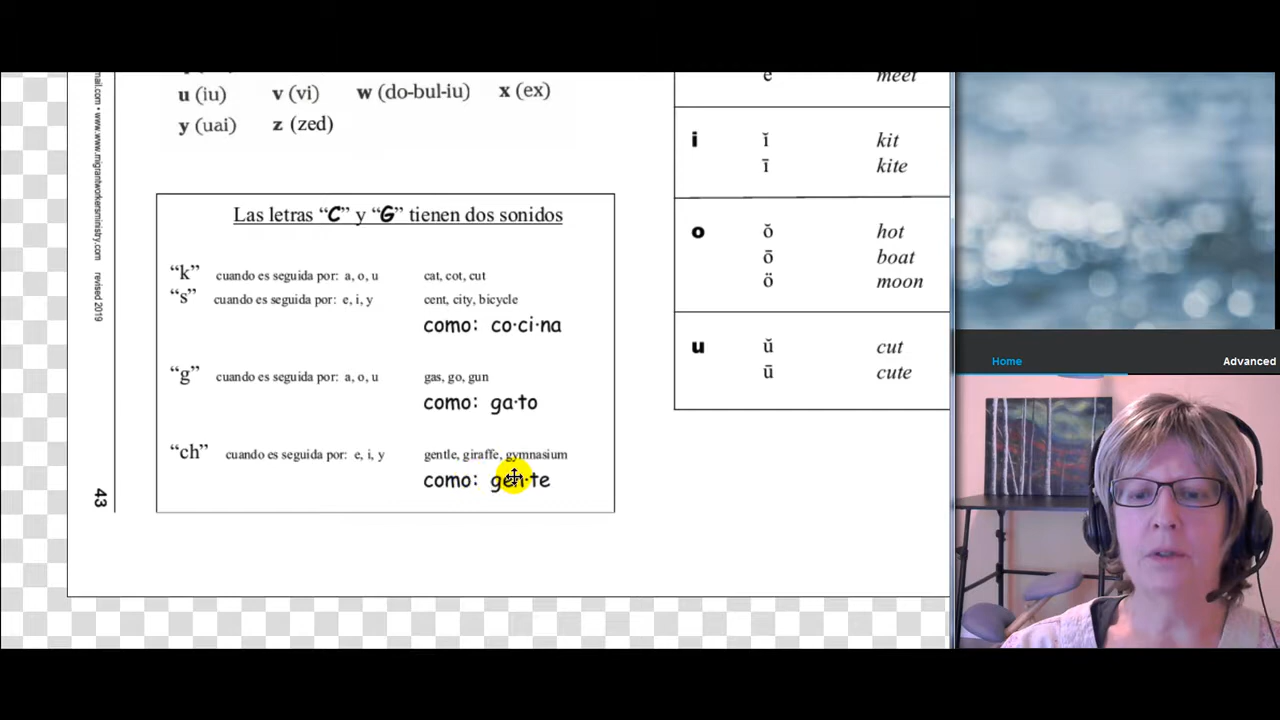 u (iu) v (vi) w (do-bul-iu) x (ex)
y (uai) z (zed)
Las letras “C” y “G” tienen dos sonidos
“k” cuando es seguida por: a, o, u cat, cot, cut
“s” cuando es seguida por: e, i, y cent, city, bicycle
como: co·ci·na
“g” cuando es seguida por: a, o, u gas, go, gun
como: ga·to
“ch” cuando es seguida por: e, i, y gentle, giraffe, gymnasium
como: gen·te
mail.com • www.migrantworkersministry.com revised 2019
43
meet
i ĭ kit
ī kite
o ŏ hot
ō boat
ö moon
u ŭ cut
ū cute
Home Advanced